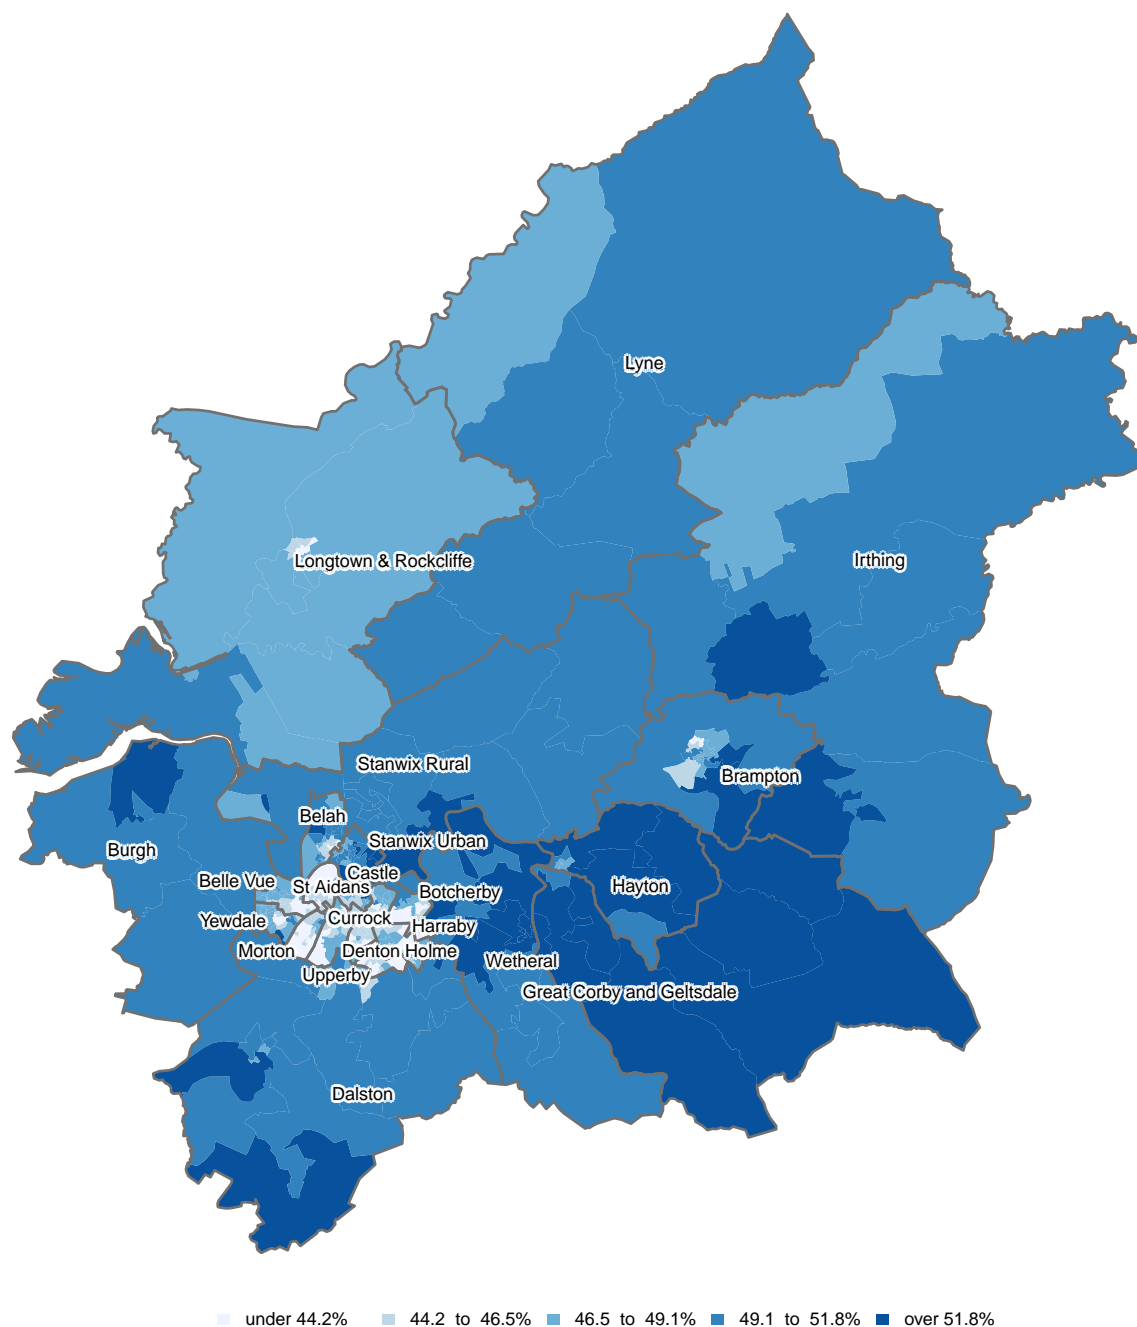 Lyne
Longtown & Rockcliffe
Irthing
Stanwix Rural
Brampton
Belah
Burgh
Stanwix Urban
Castle
Belle Vue
St Aidans
Hayton
Botcherby
Yewdale
Currock
Harraby
Morton
Denton Holme
Wetheral
Upperby
Great Corby and Geltsdale
Dalston
under 44.2% 44.2 to 46.5% 46.5 to 49.1% 49.1 to 51.8% over 51.8%